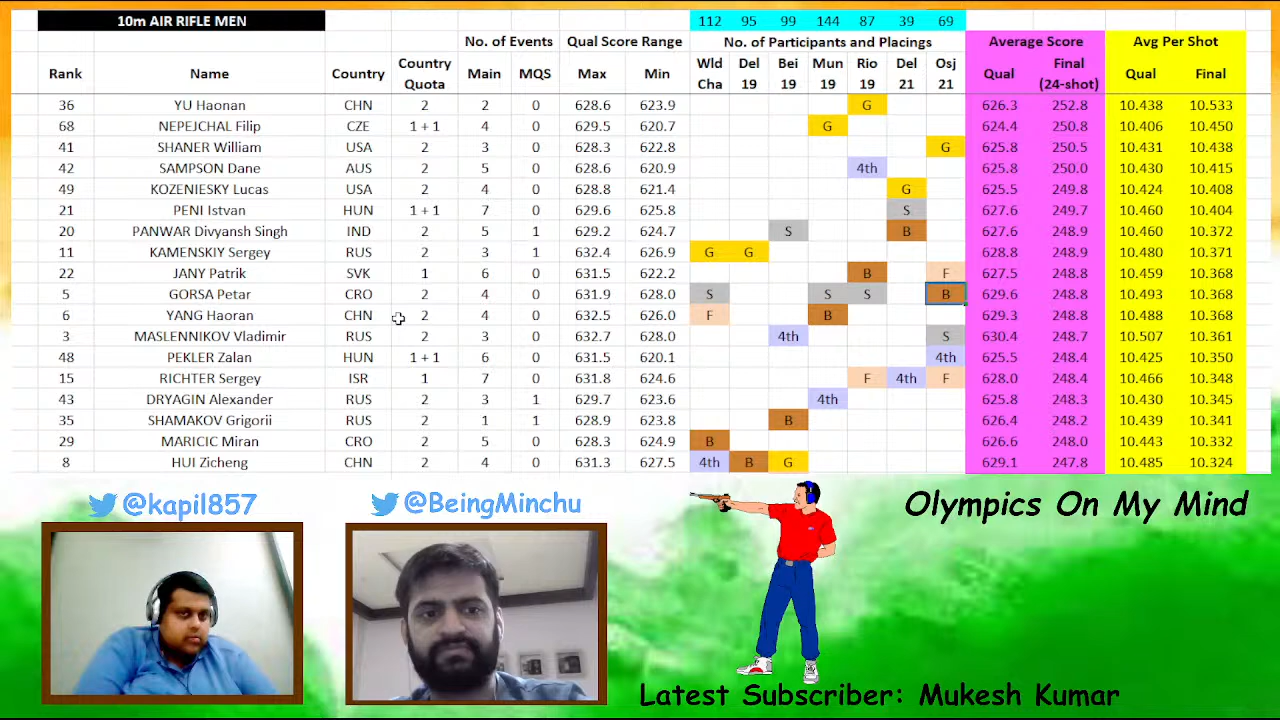 10m AIR RIFLE MEN 112 95 99 144 87 39 69
No. of Events Qual Score Range No. of Participants and Placings Average Score Avg Per Shot
Rank Name Country Country Quota Main MQS Max Min Wld Cha Del 19 Bei 19 Mun 19 Rio 19 Del 21 Osj 21 Qual Final (24-shot) Qual Final
36 YU Haonan CHN 2 2 0 628.6 623.9 G 626.3 252.8 10.438 10.533
68 NEPEJCHAL Filip CZE 1 + 1 4 0 629.5 620.7 G 624.4 250.8 10.406 10.450
41 SHANER William USA 2 3 0 628.3 622.8 G 625.8 250.5 10.431 10.438
42 SAMPSON Dane AUS 2 5 0 628.6 620.9 4th 625.8 250.0 10.430 10.415
49 KOZENIESKY Lucas USA 2 4 0 628.8 621.4 G 625.5 249.8 10.424 10.408
21 PENI Istvan HUN 1 + 1 7 0 629.6 625.8 S 627.6 249.7 10.460 10.404
20 PANWAR Divyansh Singh IND 2 5 1 629.2 624.7 S B 627.6 248.9 10.460 10.372
11 KAMENSKIY Sergey RUS 2 3 1 632.4 626.9 G G 628.8 248.9 10.480 10.371
22 JANY Patrik SVK 1 6 0 631.5 622.2 B F 627.5 248.8 10.459 10.368
5 GORSA Petar CRO 2 4 0 631.9 628.0 S S S B 629.6 248.8 10.493 10.368
6 YANG Haoran CHN 2 4 0 632.5 626.0 F B 629.3 248.8 10.488 10.368
3 MASLENNIKOV Vladimir RUS 2 3 0 632.7 628.0 4th S 630.4 248.7 10.507 10.361
48 PEKLER Zalan HUN 1 + 1 6 0 631.5 620.1 4th 625.5 248.4 10.425 10.350
15 RICHTER Sergey ISR 1 7 0 631.8 624.6 F 4th F 628.0 248.4 10.466 10.348
43 DRYAGIN Alexander RUS 2 3 1 629.7 623.6 4th 625.8 248.3 10.430 10.345
35 SHAMAKOV Grigorii RUS 2 1 1 628.9 623.8 B 626.4 248.2 10.439 10.341
29 MARICIC Miran CRO 2 5 0 628.3 624.9 B 626.6 248.0 10.443 10.332
8 HUI Zicheng CHN 2 4 0 631.3 627.5 4th B G 629.1 247.8 10.485 10.324
@kapil857 @BeingMinchu Olympics On My Mind
Latest Subscriber: Mukesh Kumar